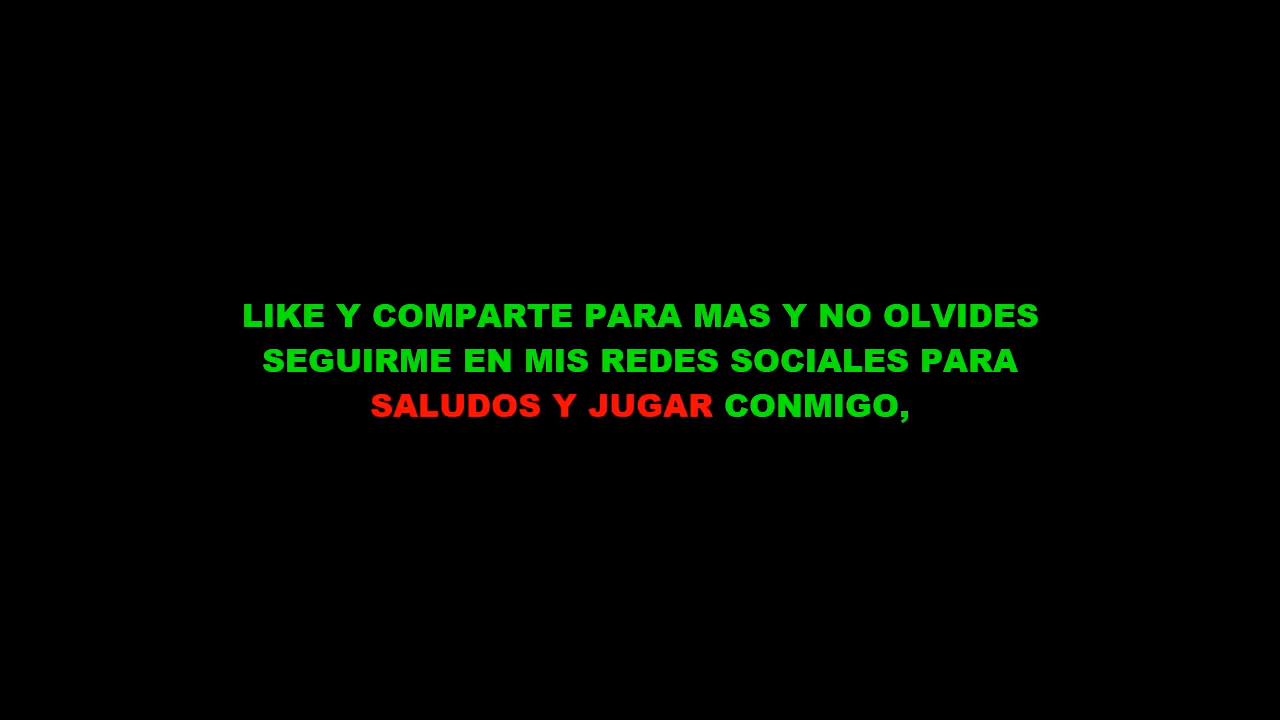 LIKE Y COMPARTE PARA MAS Y NO OLVIDES
SEGUIRME EN MIS REDES SOCIALES PARA
SALUDOS Y JUGAR CONMIGO,